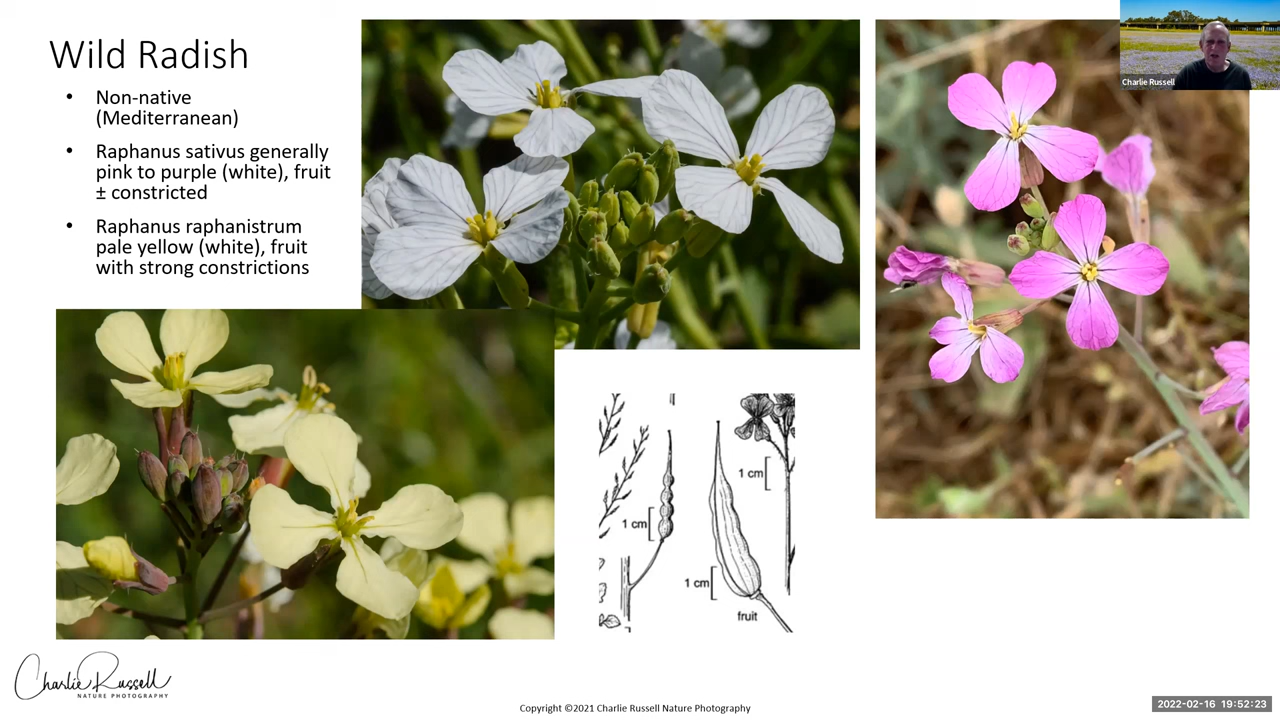 Wild Radish
• Non-native
(Mediterranean)
• Raphanus sativus generally
pink to purple (white), fruit
± constricted
• Raphanus raphanistrum
pale yellow (white), fruit
with strong constrictions
Charlie Russell
1 cm
1 cm
1 cm
fruit
Charlie Russell
NATURE PHOTOGRAPHY
Copyright ©2021 Charlie Russell Nature Photography
2022-02-16 19:52:23